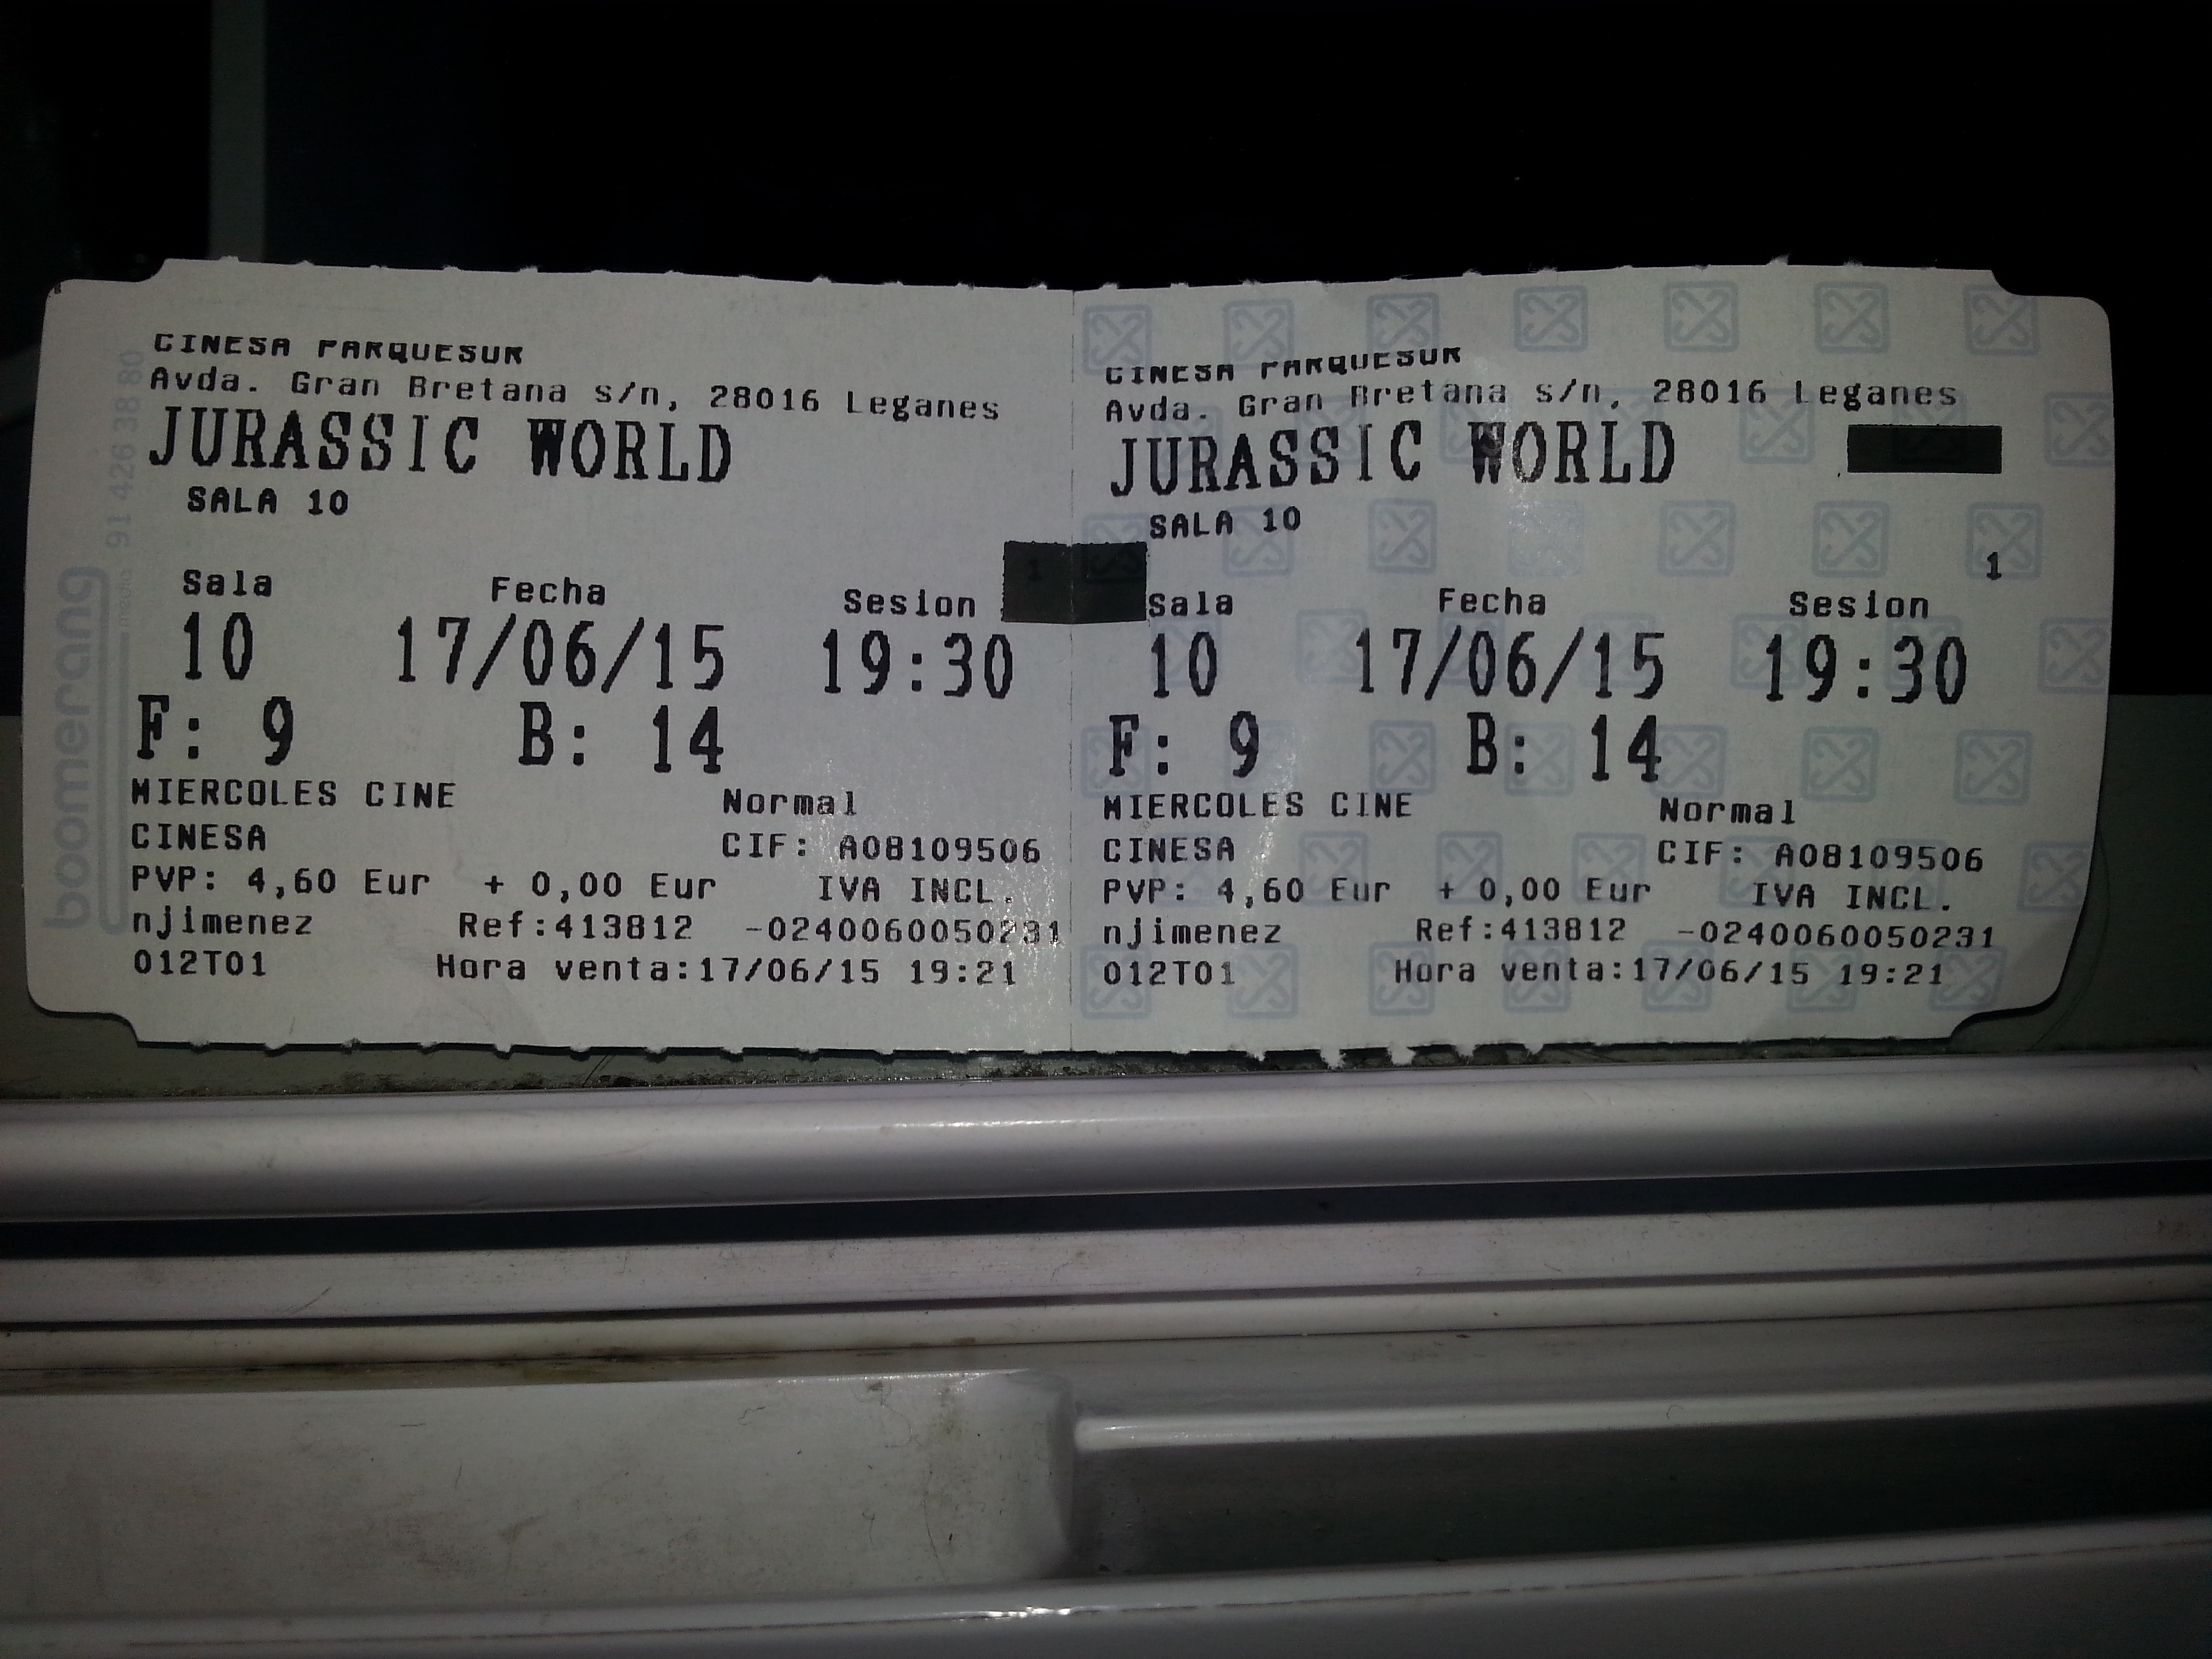 CINESA PARQUESUR
Avda. Gran Bretana s/n, 28016 Leganes
JURASSIC WORLD
SALA 10
1
Sala Fecha Sesion
10 17/06/15 19:30
F: 9 B: 14
MIERCOLES CINE Normal
CINESA CIF: A08109506
PVP: 4,60 Eur + 0,00 Eur IVA INCL.
njimenez Ref:413812 -0240060050231
012T01 Hora venta:17/06/15 19:21
boomerang
media 91 426 38 80
CINESA PARQUESUR
Avda. Gran Bretana s/n, 28016 Leganes
JURASSIC WORLD
SALA 10
1
Sala Fecha Sesion
10 17/06/15 19:30
F: 9 B: 14
MIERCOLES CINE Normal
CINESA CIF: A08109506
PVP: 4,60 Eur + 0,00 Eur IVA INCL.
njimenez Ref:413812 -0240060050231
012T01 Hora venta:17/06/15 19:21